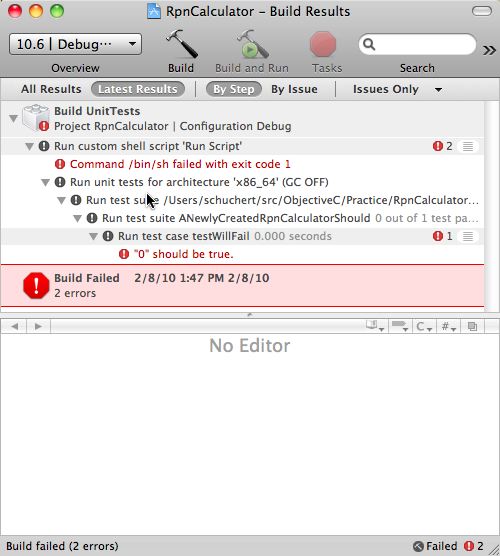 RpnCalculator – Build Results
10.6 | Debug…
Overview
Build
Build and Run
Tasks
Search
All Results
Latest Results
By Step
By Issue
Issues Only
Build UnitTests
Project RpnCalculator | Configuration Debug
Run custom shell script 'Run Script'
2
Command /bin/sh failed with exit code 1
Run unit tests for architecture 'x86_64' (GC OFF)
Run test suite /Users/schuchert/src/ObjectiveC/Practice/RpnCalculator...
Run test suite ANewlyCreatedRpnCalculatorShould 0 out of 1 test pa...
Run test case testWillFail 0.000 seconds
1
"0" should be true.
Build Failed 2/8/10 1:47 PM 2/8/10
2 errors
C
#
No Editor
Build failed (2 errors)
Failed
2